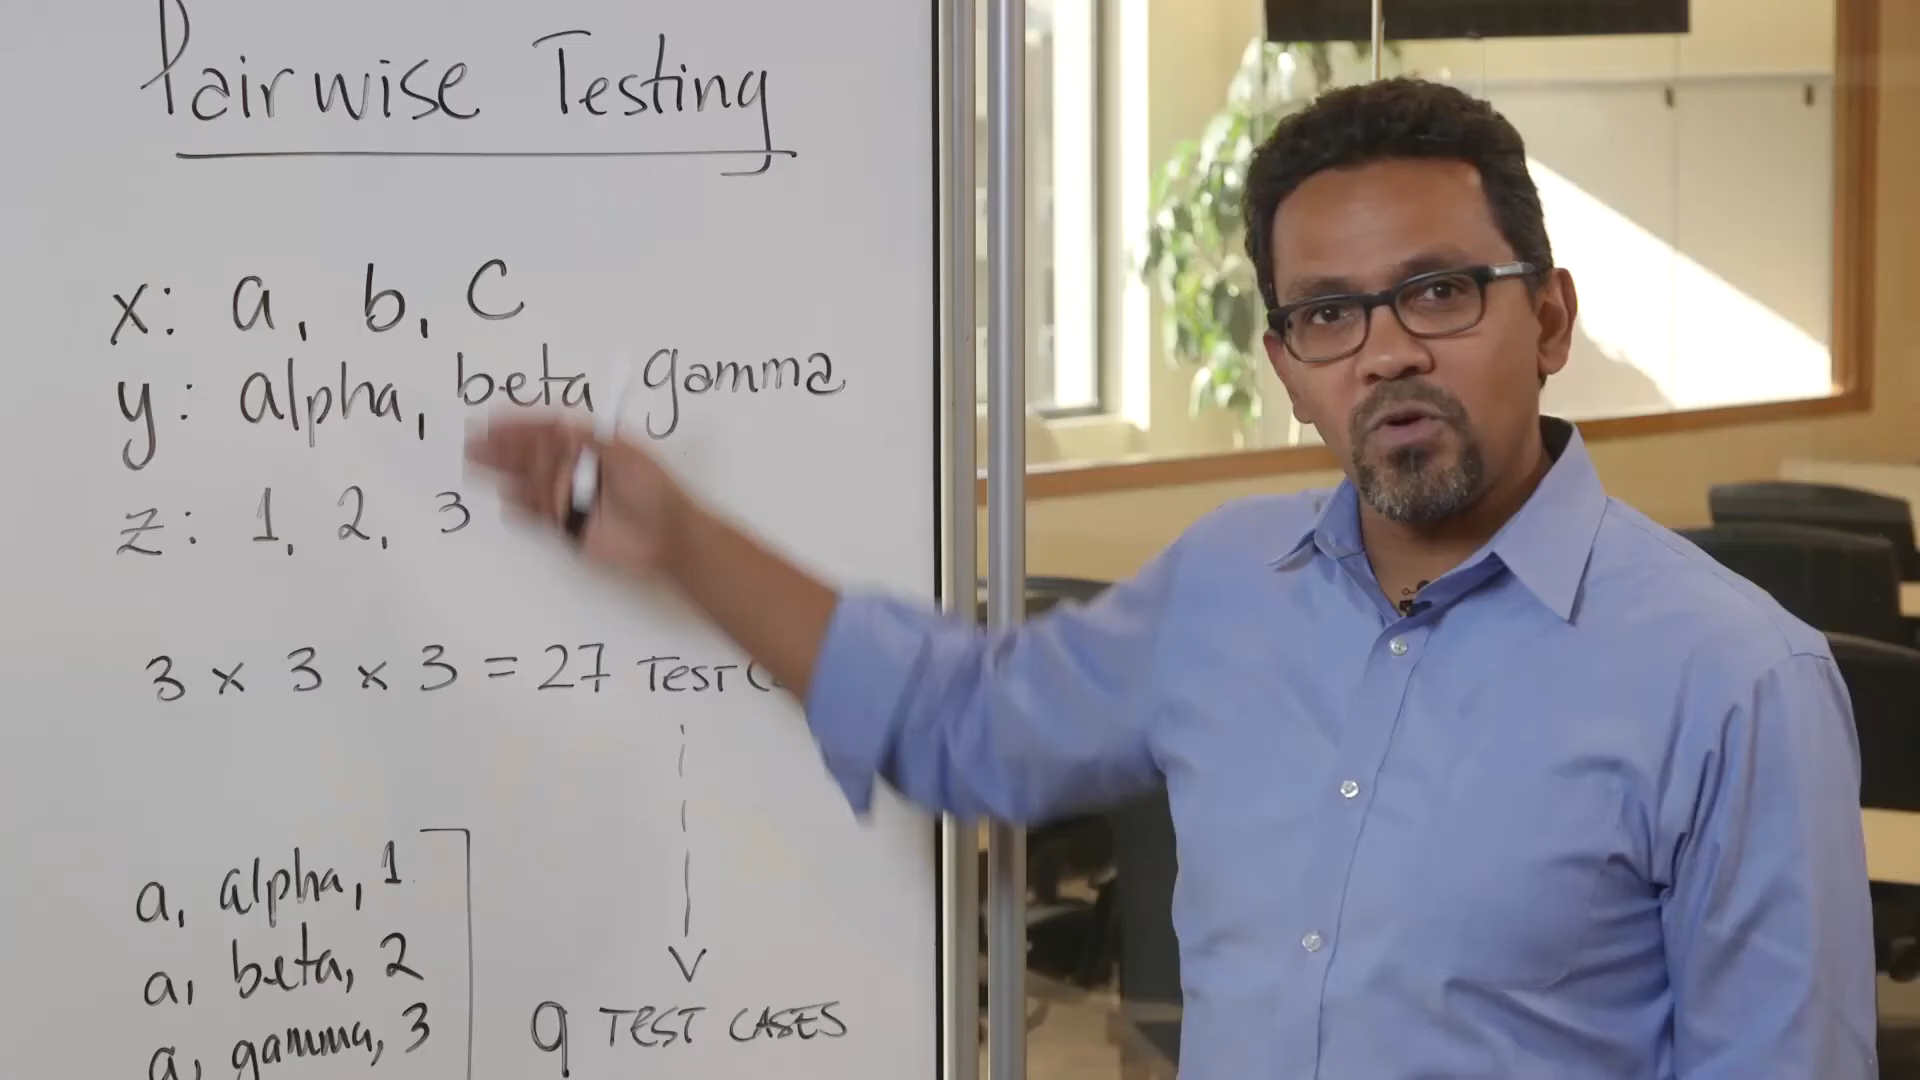 Pairwise Testing
x: a, b, c
y: alpha, beta gamma
z: 1, 2, 3
3 x 3 x 3 = 27 TEST
a, alpha, 1
a, beta, 2
a, gamma, 3
9 TEST CASES